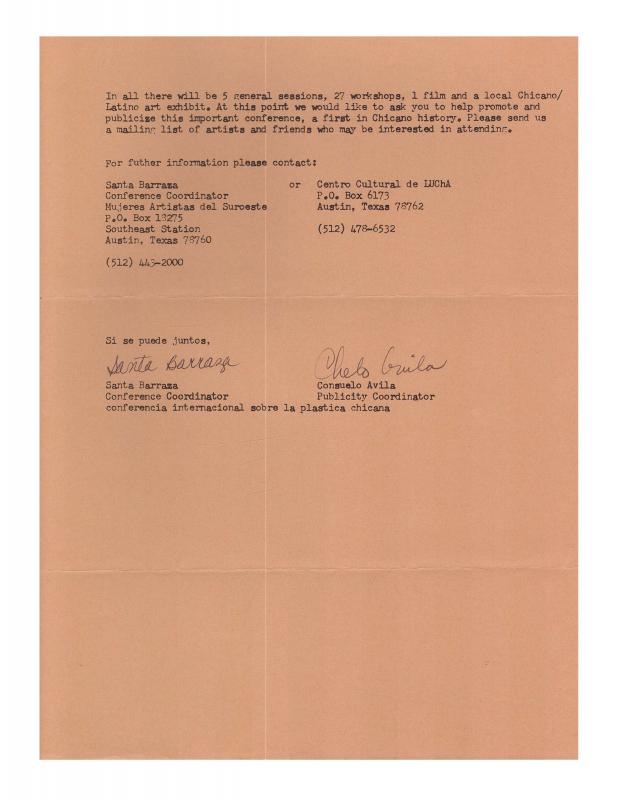 In all there will be 5 general sessions, 27 workshops, 1 film and a local Chicano/
Latino art exhibit. At this point we would like to ask you to help promote and
publicize this important conference, a first in Chicano history. Please send us
a mailing list of artists and friends who may be interested in attending.
For futher information please contact:
Santa Barraza or Centro Cultural de LUChA
Conference Coordinator P.O. Box 6173
Mujeres Artistas del Suroeste Austin, Texas 78762
P.O. Box 18275
Southeast Station (512) 478-6532
Austin, Texas 78760
(512) 443-2000
Si se puede juntos,
Santa Barraza Chelo Avila
Santa Barraza Consuelo Avila
Conference Coordinator Publicity Coordinator
conferencia internacional sobre la plastica chicana